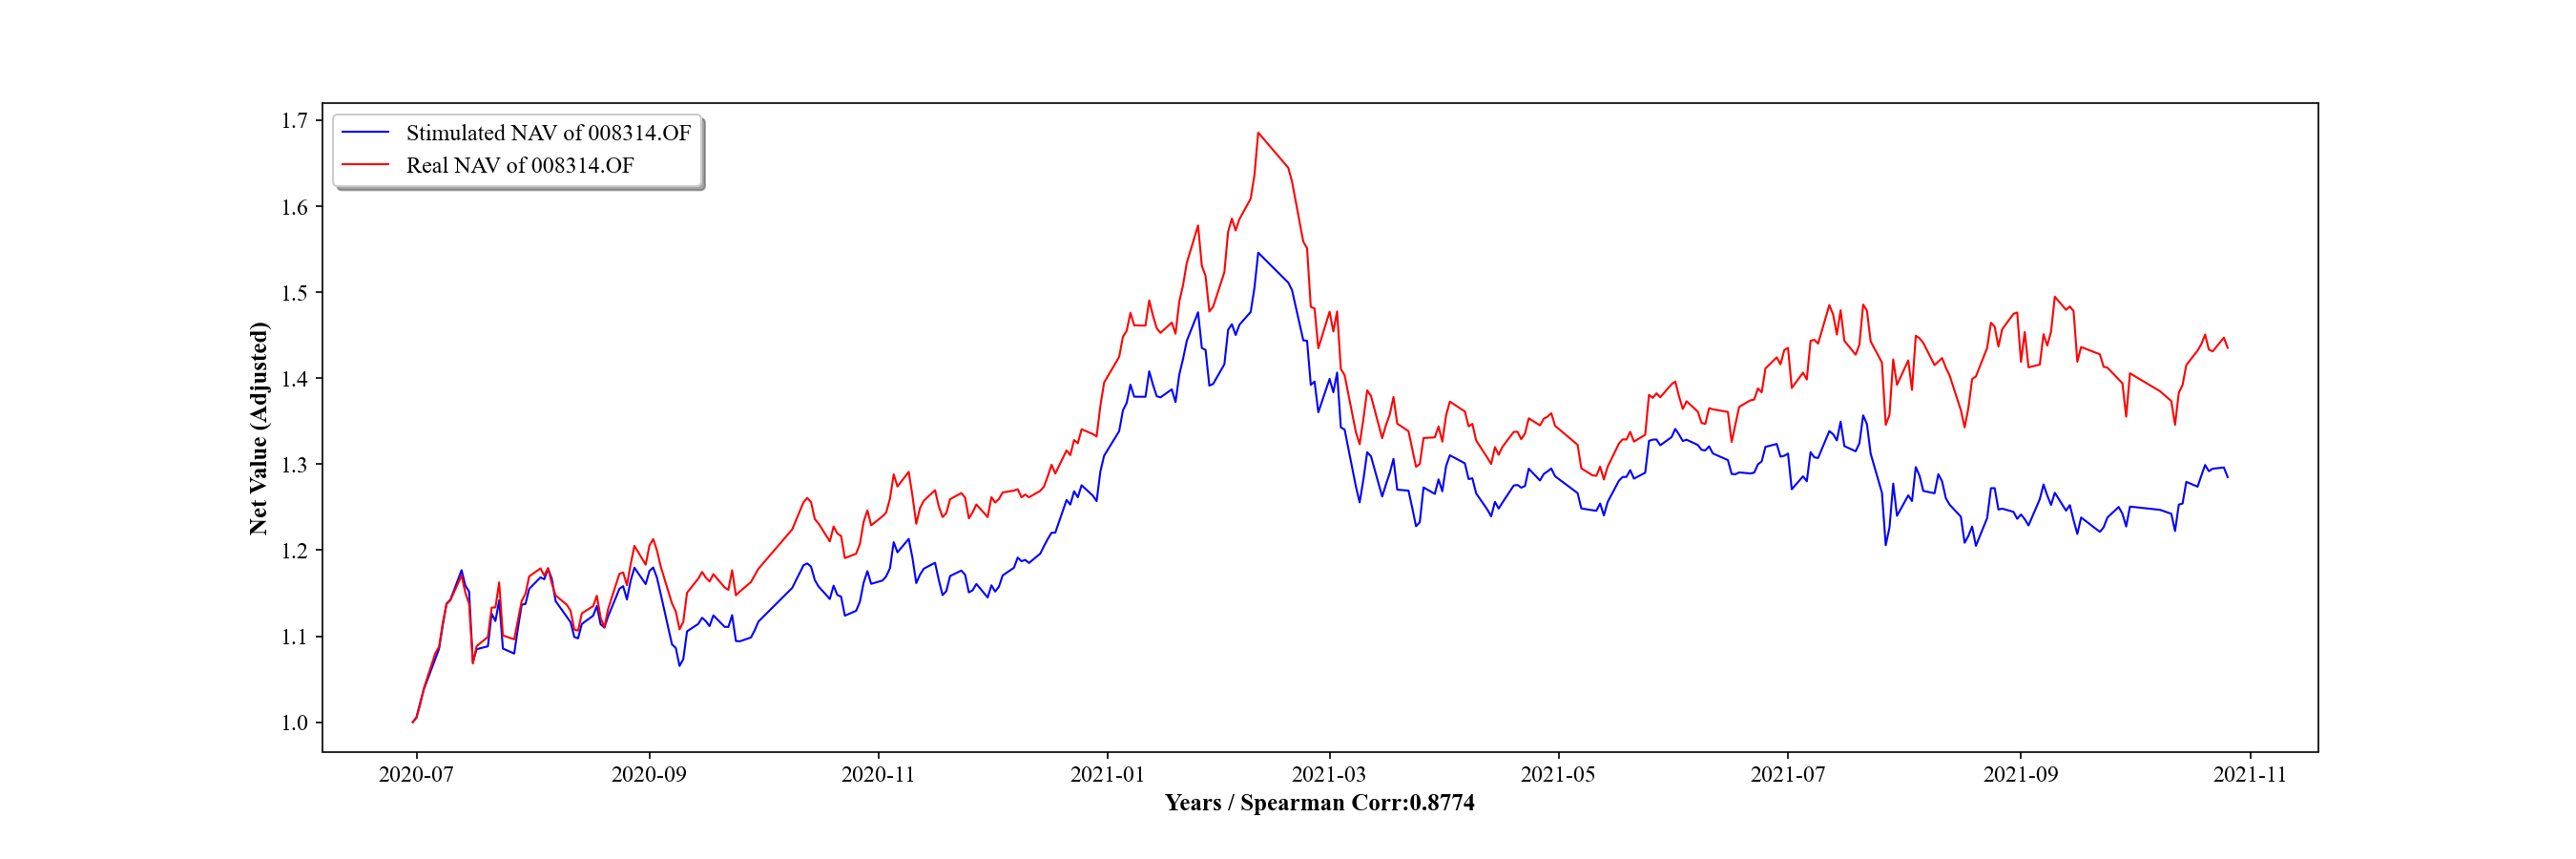 Stimulated NAV of 008314.OF
Real NAV of 008314.OF
Net Value (Adjusted)
1.7
1.6
1.5
1.4
1.3
1.2
1.1
1.0
2020-07 2020-09 2020-11 2021-01 2021-03 2021-05 2021-07 2021-09 2021-11
Years / Spearman Corr:0.8774